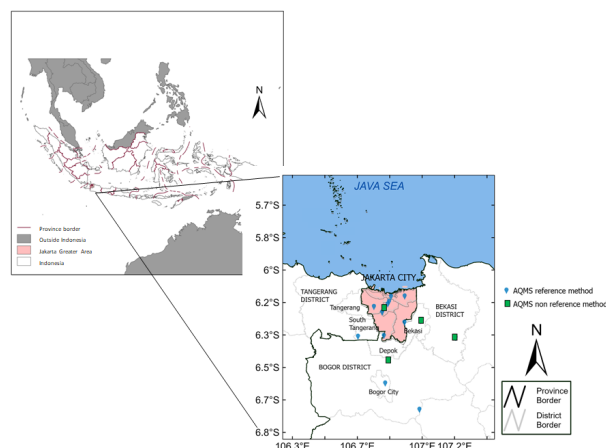 N
Province border
Outside Indonesia
Jakarta Greater Area
Indonesia
JAVA SEA
5.7°S
5.8°S
6°S
6.2°S
6.3°S
6.5°S
6.7°S
6.8°S
106.3°E
106.7°E
107°E
107.2°E
JAKARTA CITY
TANGERANG
DISTRICT
BEKASI
DISTRICT
Tangerang
South
Tangerang
Bekasi
Depok
BOGOR DISTRICT
Bogor City
AQMS reference method
AQMS non reference method
N
Province
Border
District
Border